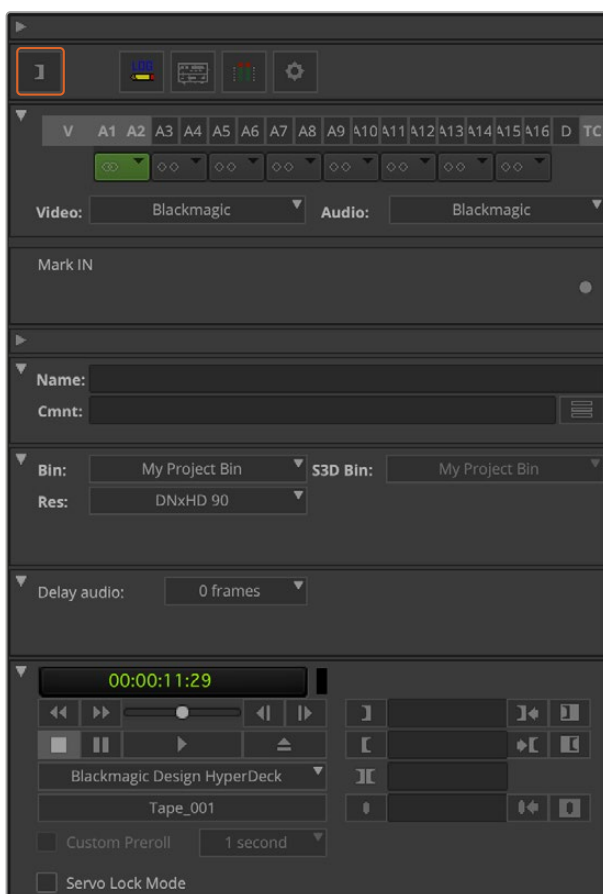 LOG
V A1 A2 A3 A4 A5 A6 A7 A8 A9 A10 A11 A12 A13 A14 A15 A16 D TC
Video: Blackmagic Audio: Blackmagic
Mark IN
Name:
Cmnt:
Bin: My Project Bin S3D Bin: My Project Bin
Res: DNxHD 90
Delay audio: 0 frames
00:00:11:29
Blackmagic Design HyperDeck
Tape_001
Custom Preroll 1 second
Servo Lock Mode